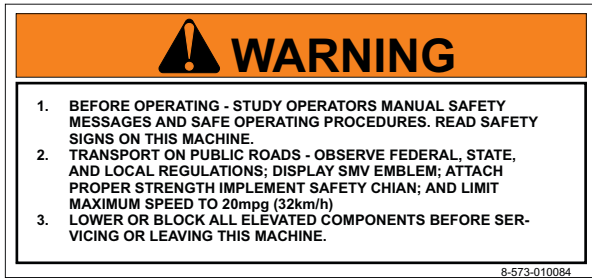 WARNING
1. BEFORE OPERATING - STUDY OPERATORS MANUAL SAFETY
MESSAGES AND SAFE OPERATING PROCEDURES. READ SAFETY
SIGNS ON THIS MACHINE.
2. TRANSPORT ON PUBLIC ROADS - OBSERVE FEDERAL, STATE,
AND LOCAL REGULATIONS; DISPLAY SMV EMBLEM; ATTACH
PROPER STRENGTH IMPLEMENT SAFETY CHIAN; AND LIMIT
MAXIMUM SPEED TO 20mpg (32km/h)
3. LOWER OR BLOCK ALL ELEVATED COMPONENTS BEFORE SER-
VICING OR LEAVING THIS MACHINE.
8-573-010084